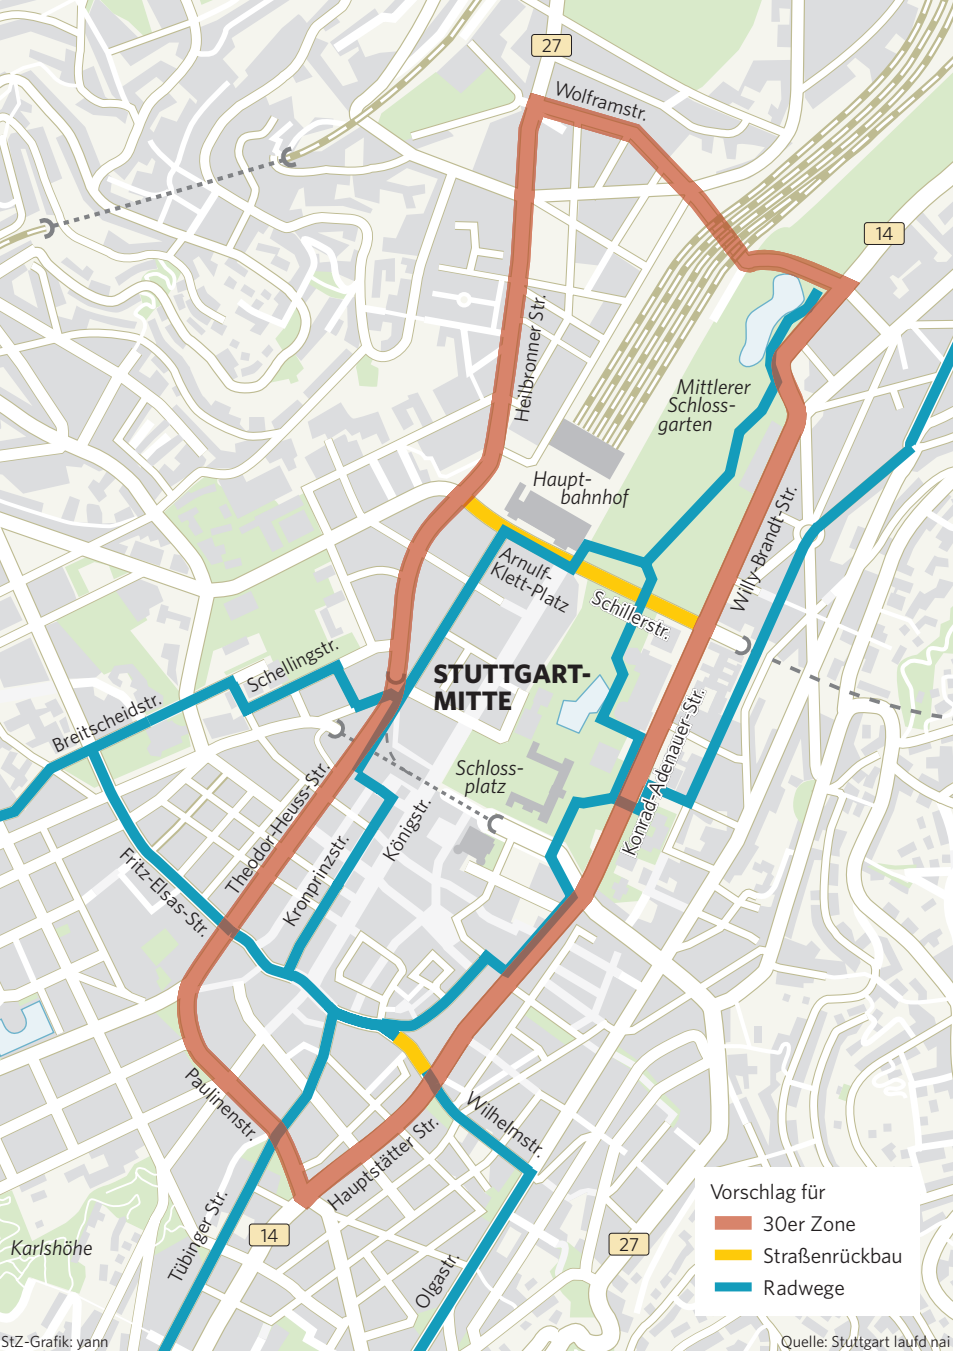 27
Wolframstr.
14
Heilbronner Str.
Mittlerer
Schloss-
garten
Haupt-
bahnhof
Willy-Brandt-Str.
Arnulf-
Klett-Platz
Schillerstr.
STUTTGART-
MITTE
Schellingstr.
Breitscheidstr.
Konrad-Adenauer-Str.
Schloss-
platz
Theodor-Heuss-Str.
Königstr.
Kronprinzstr.
Fritz-Elsas-Str.
Paulinenstr.
Wilhelmstr.
Hauptstätter Str.
Tübinger Str.
14
27
Karlshöhe
Olgastr.
Vorschlag für
30er Zone
Straßenrückbau
Radwege
StZ-Grafik: yann
Quelle: Stuttgart laufd nai